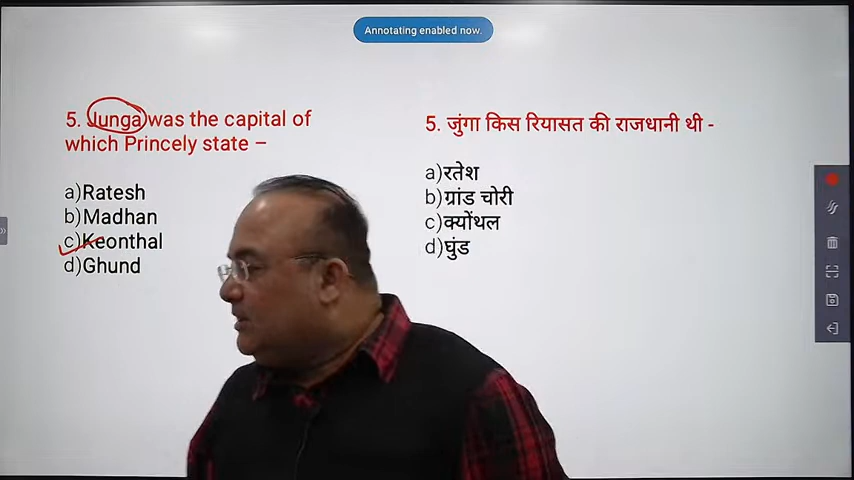 Annotating enabled now.
5. Junga was the capital of
which Princely state –
a)Ratesh
b)Madhan
c)Keonthal
d)Ghund
5. जुंगा किस रियासत की राजधानी थी -
a)रतेश
b)ग्रांड चोरी
c)क्योंथल
d)घुंड